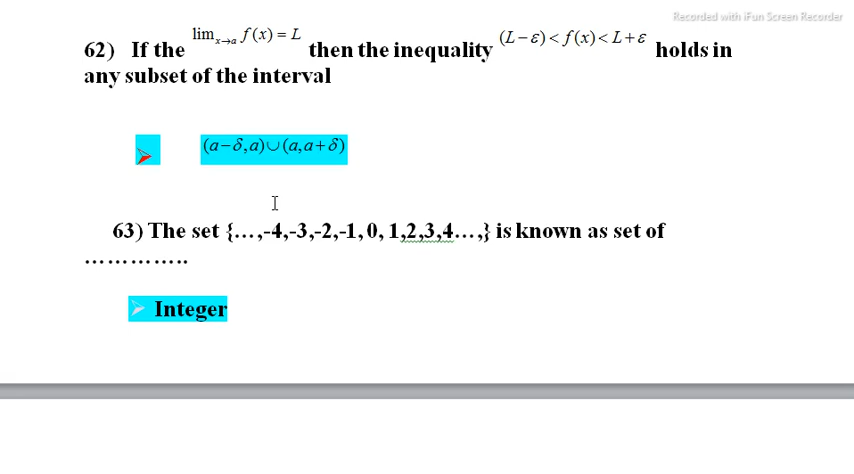 Recorded with iFun Screen Recorder
62) If the lim x→a f(x) = L then the inequality (L−ε) < f(x) < L+ε holds in
any subset of the interval
➢ (a−δ,a)∪(a,a+δ)
63) The set {…,-4,-3,-2,-1,0, 1,2,3,4…,} is known as set of
…………..
➢ Integer